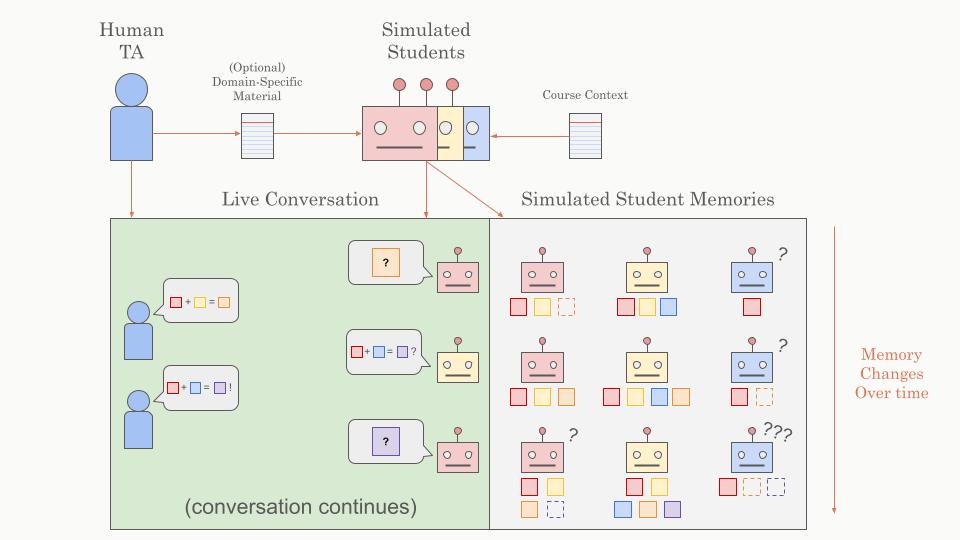 Human
TA
Simulated
Students
(Optional)
Domain-Specific
Material
Course Context
Live Conversation
Simulated Student Memories
?
?
+ =
+ = ?
?
+ = !
?
?
???
Memory
Changes
Over time
(conversation continues)